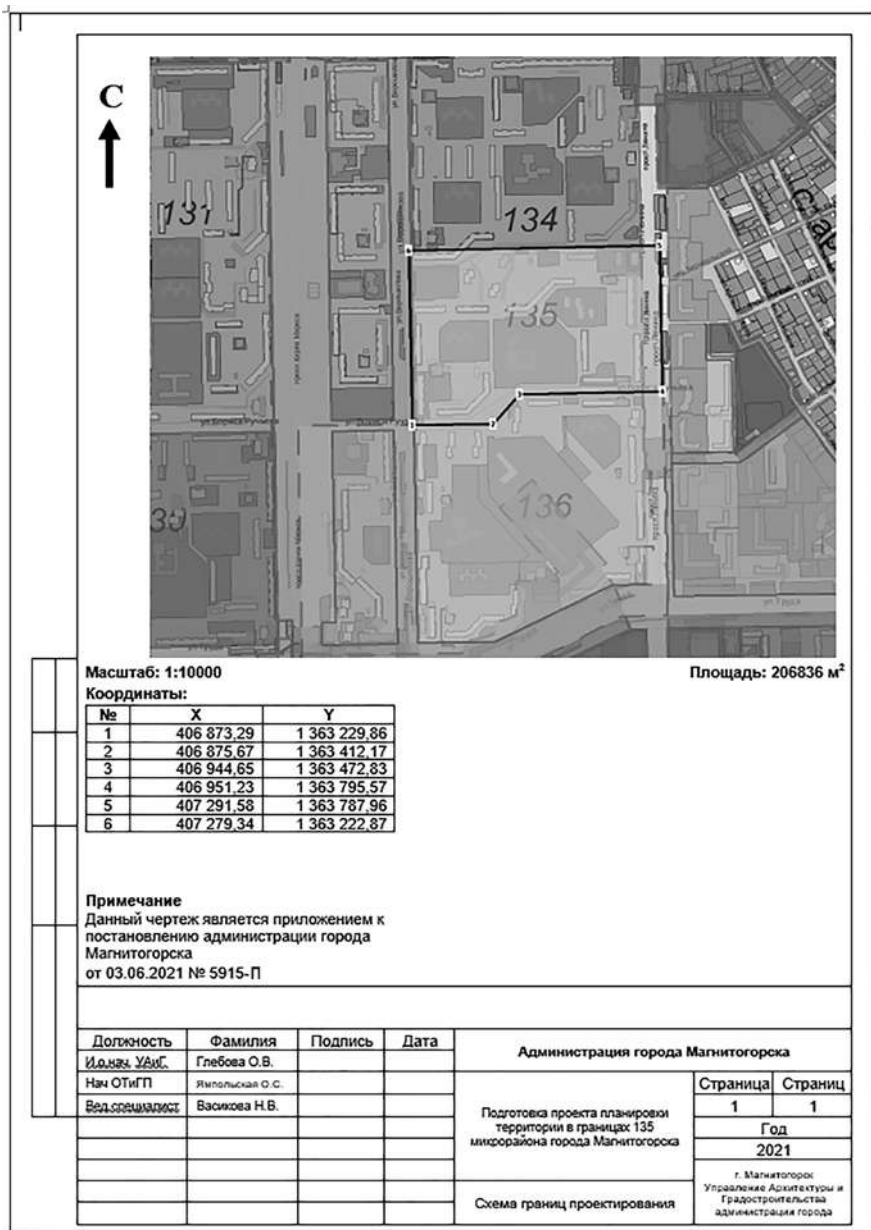 С
131
134
135
136
Масштаб: 1:10000
Площадь: 206836 м²
Координаты:
№ X Y
1 406 873,29 1 363 229,86
2 406 875,67 1 363 412,17
3 406 944,65 1 363 472,83
4 406 951,23 1 363 795,57
5 407 291,58 1 363 787,96
6 407 279,34 1 363 222,87
Примечание
Данный чертеж является приложением к
постановлению администрации города
Магнитогорска
от 03.06.2021 № 5915-П
Должность Фамилия Подпись Дата
И.о.нач. УАиГ. Глебова О.В.
Нач ОТиГП Ямпольская О.С.
Вед.специалист Васикова Н.В.
Администрация города Магнитогорска
Подготовка проекта планировки
территории в границах 135
микрорайона города Магнитогорска
Страница Страниц
1 1
Год
2021
Схема границ проектирования
г. Магнитогорск
Управление Архитектуры и
Градостроительства
администрации города